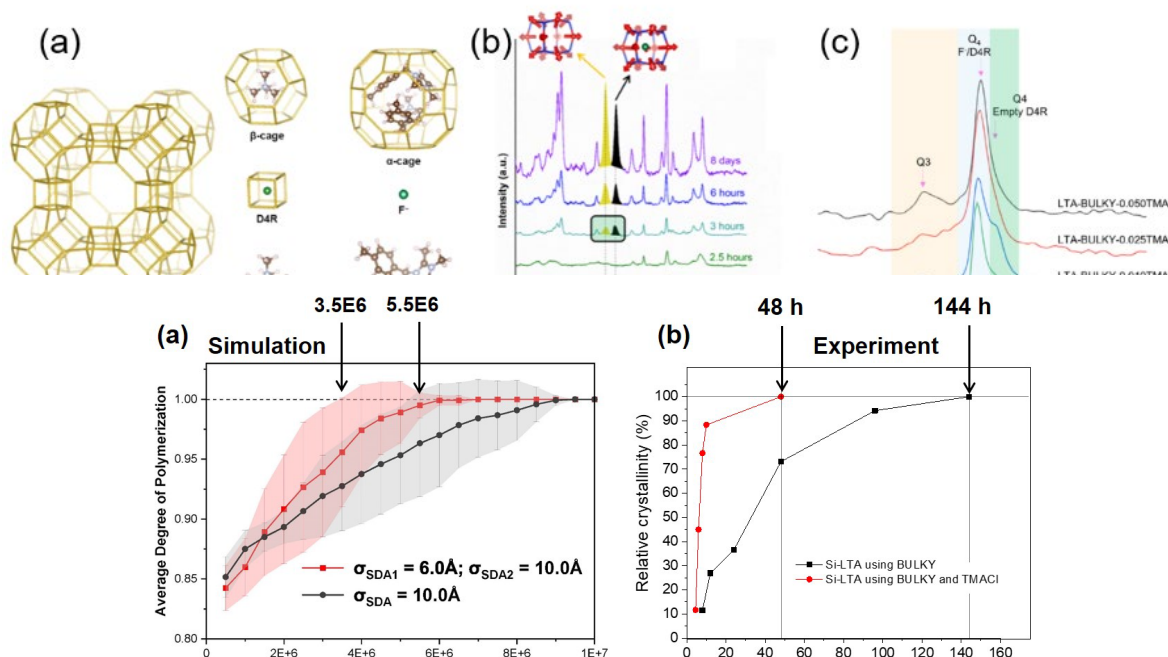 (a)
β-cage
α-cage
D4R
F⁻
(b)
Intensity (a.u.)
8 days
6 hours
3 hours
2.5 hours
(c)
Q4
F⁻/D4R
Q4
Empty D4R
Q3
LTA-BULKY-0.050TMA
LTA-BULKY-0.025TMA
(a)
Simulation
3.5E6
5.5E6
Average Degree of Polymerization
1.00
0.95
0.90
0.85
0.80
σSDA1 = 6.0Å; σSDA2 = 10.0Å
σSDA = 10.0Å
0
2E+6
4E+6
6E+6
8E+6
1E+7
(b)
Experiment
48 h
144 h
Relative crystallinity (%)
100
90
80
70
60
50
40
30
20
10
0
Si-LTA using BULKY
Si-LTA using BULKY and TMACl
0 20 40 60 80 100 120 140 160